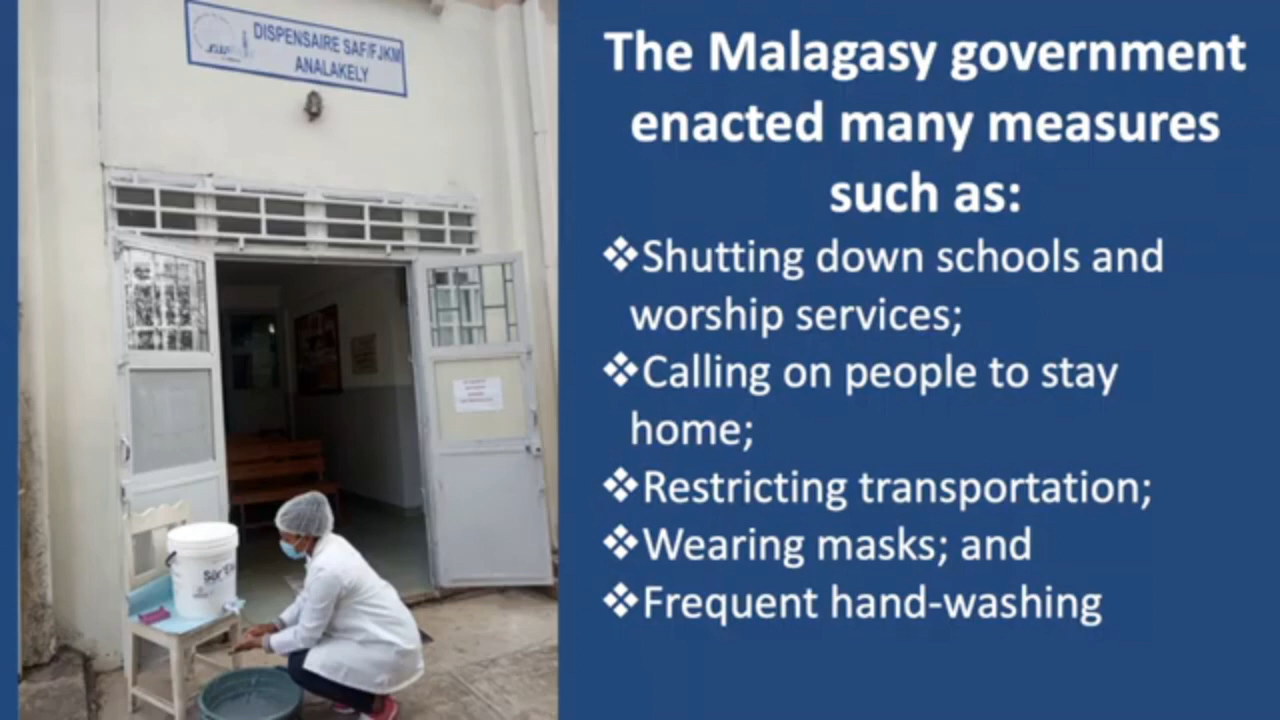 DISPENSAIRE SAF/FJKM
ANALAKELY
The Malagasy government
enacted many measures
such as:
❖Shutting down schools and
worship services;
❖Calling on people to stay
home;
❖Restricting transportation;
❖Wearing masks; and
❖Frequent hand-washing